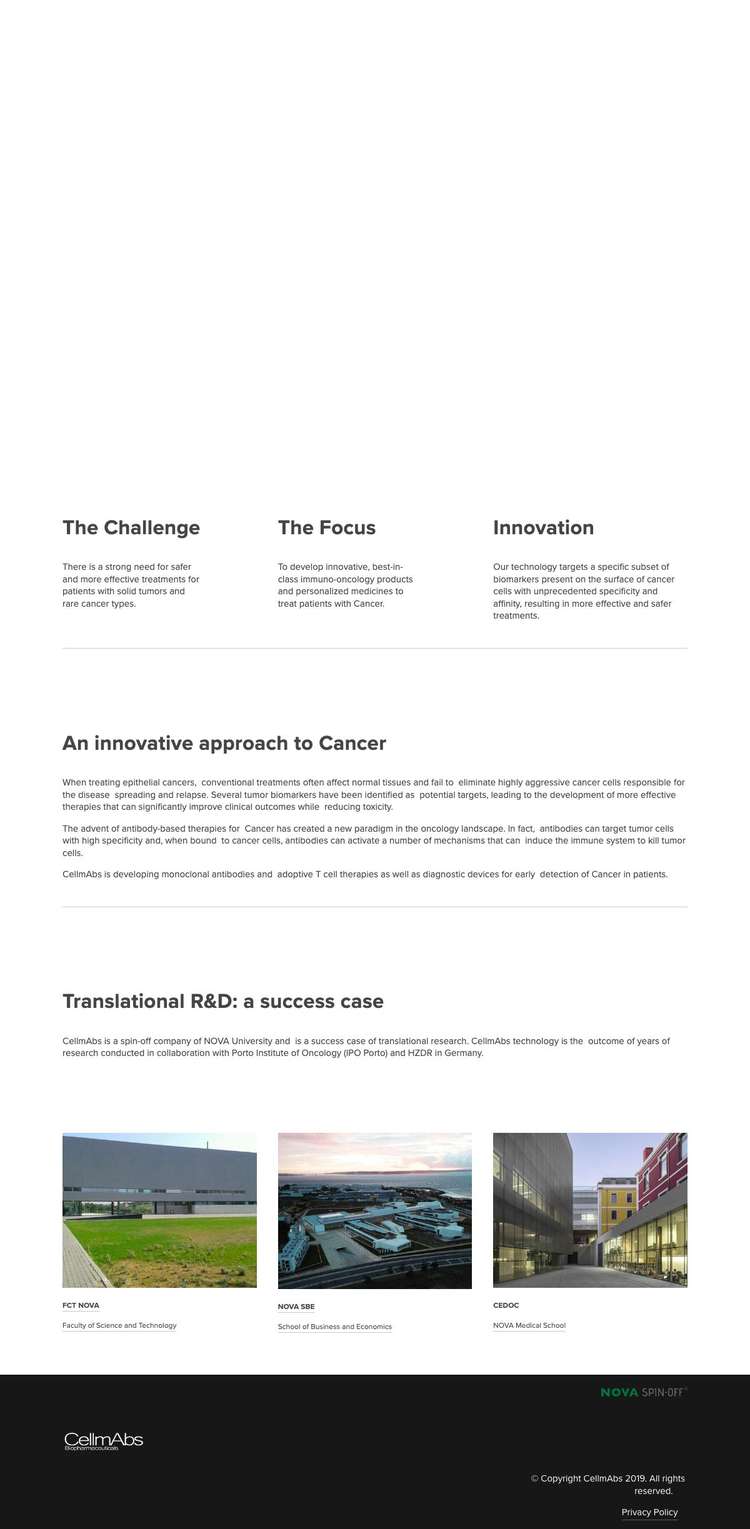 The Challenge
There is a strong need for safer
and more effective treatments for
patients with solid tumors and
rare cancer types.
The Focus
To develop innovative, best-in-
class immuno-oncology products
and personalized medicines to
treat patients with Cancer.
Innovation
Our technology targets a specific subset of
biomarkers present on the surface of cancer
cells with unprecedented specificity and
affinity, resulting in more effective and safer
treatments.
An innovative approach to Cancer
When treating epithelial cancers,  conventional treatments often affect normal tissues and fail to  eliminate highly aggressive cancer cells responsible for
the disease  spreading and relapse. Several tumor biomarkers have been identified as  potential targets, leading to the development of more effective
therapies that can significantly improve clinical outcomes while  reducing toxicity.
The advent of antibody-based therapies for  Cancer has created a new paradigm in the oncology landscape. In fact,  antibodies can target tumor cells
with high specificity and, when bound  to cancer cells, antibodies can activate a number of mechanisms that can  induce the immune system to kill tumor
cells.
CellmAbs is developing monoclonal antibodies and  adoptive T cell therapies as well as diagnostic devices for early  detection of Cancer in patients.
Translational R&D: a success case
CellmAbs is a spin-off company of NOVA University and  is a success case of translational research. CellmAbs technology is the  outcome of years of
research conducted in collaboration with Porto Institute of Oncology (IPO Porto) and HZDR in Germany.
FCT NOVA
Faculty of Science and Technology
NOVA SBE
School of Business and Economics
CEDOC
NOVA Medical School
NOVA SPIN-OFF
CellmAbs
Biopharmaceuticals
© Copyright CellmAbs 2019. All rights
reserved.
Privacy Policy